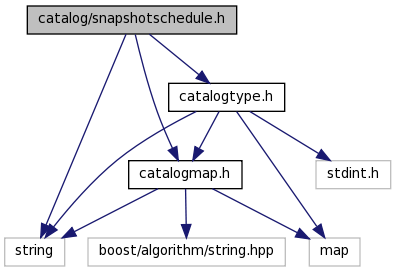 catalog/snapshotschedule.h
catalogtype.h
catalogmap.h
stdint.h
string
boost/algorithm/string.hpp
map